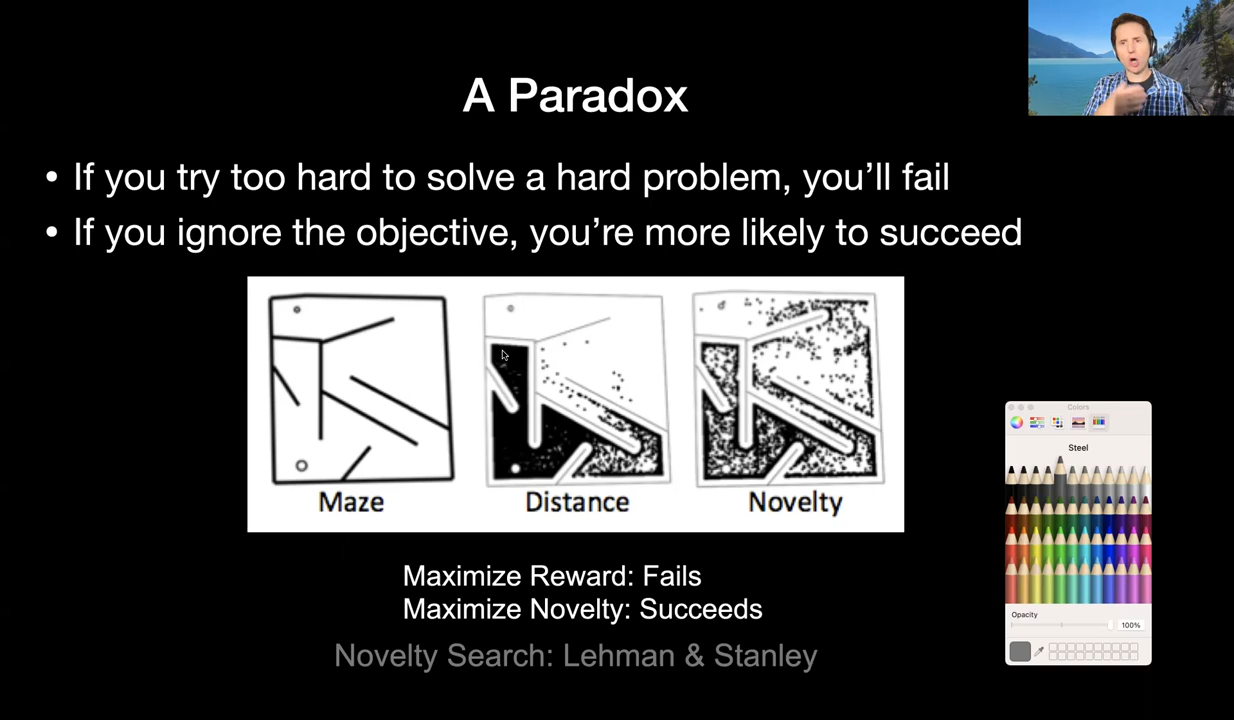 A Paradox
• If you try too hard to solve a hard problem, you’ll fail
• If you ignore the objective, you’re more likely to succeed
Maze
Distance
Novelty
Maximize Reward: Fails
Maximize Novelty: Succeeds
Novelty Search: Lehman & Stanley
Colors
Steel
Opacity
100%